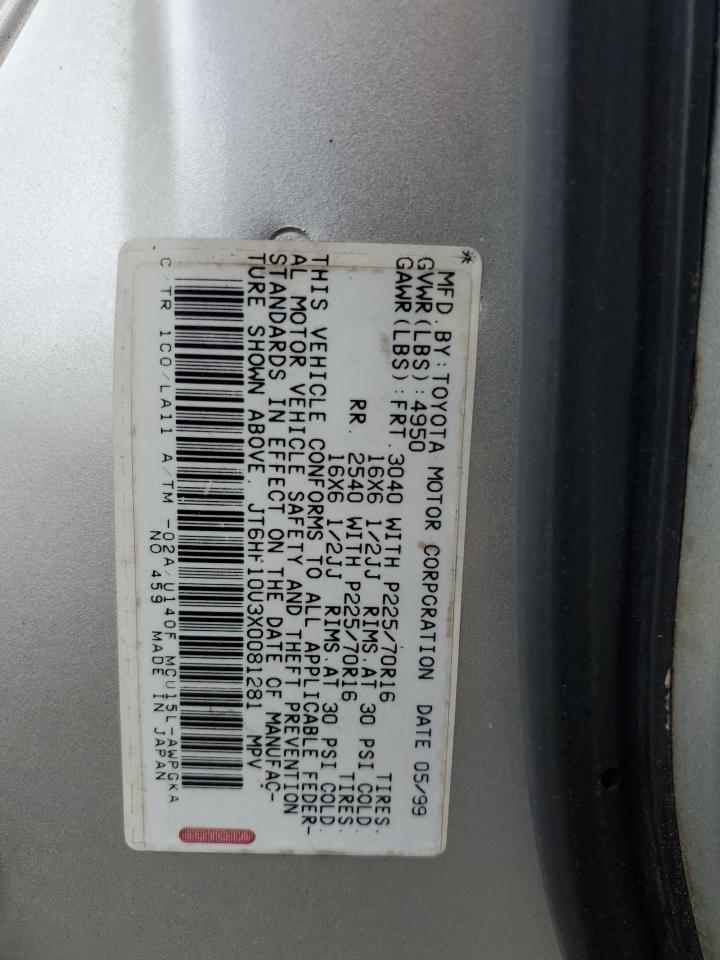 MFD. BY: TOYOTA MOTOR CORPORATION DATE 05/99
GVWR(LBS): 4950
GAWR(LBS): FRT. 3040 WITH P225/70R16 TIRES.
16X6 1/2JJ RIMS. AT 30 PSI COLD.
RR. 2540 WITH P225/70R16 TIRES.
16X6 1/2JJ RIMS. AT 30 PSI COLD.
THIS VEHICLE CONFORMS TO ALL APPLICABLE FEDER-
AL MOTOR VEHICLE SAFETY AND THEFT PREVENTION
STANDARDS IN EFFECT ON THE DATE OF MANUFAC-
TURE SHOWN ABOVE. JT6HF10U3X0081281 MPV
C/TR 1C0/LA11 A/TM -02A/U140F MCU15L-AWPGKA
NO 459 MADE IN JAPAN